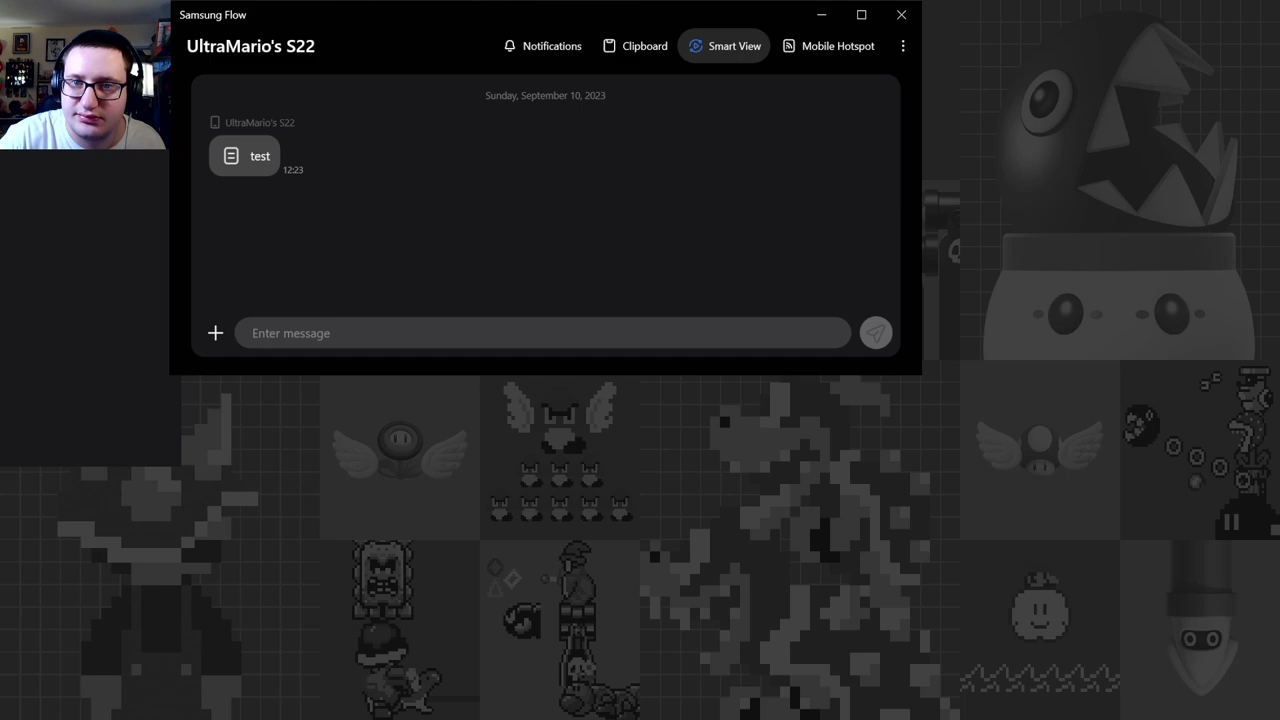 Samsung Flow
UltraMario's S22
Notifications
Clipboard
Smart View
Mobile Hotspot
Sunday, September 10, 2023
UltraMario's S22
test
12:23
Enter message